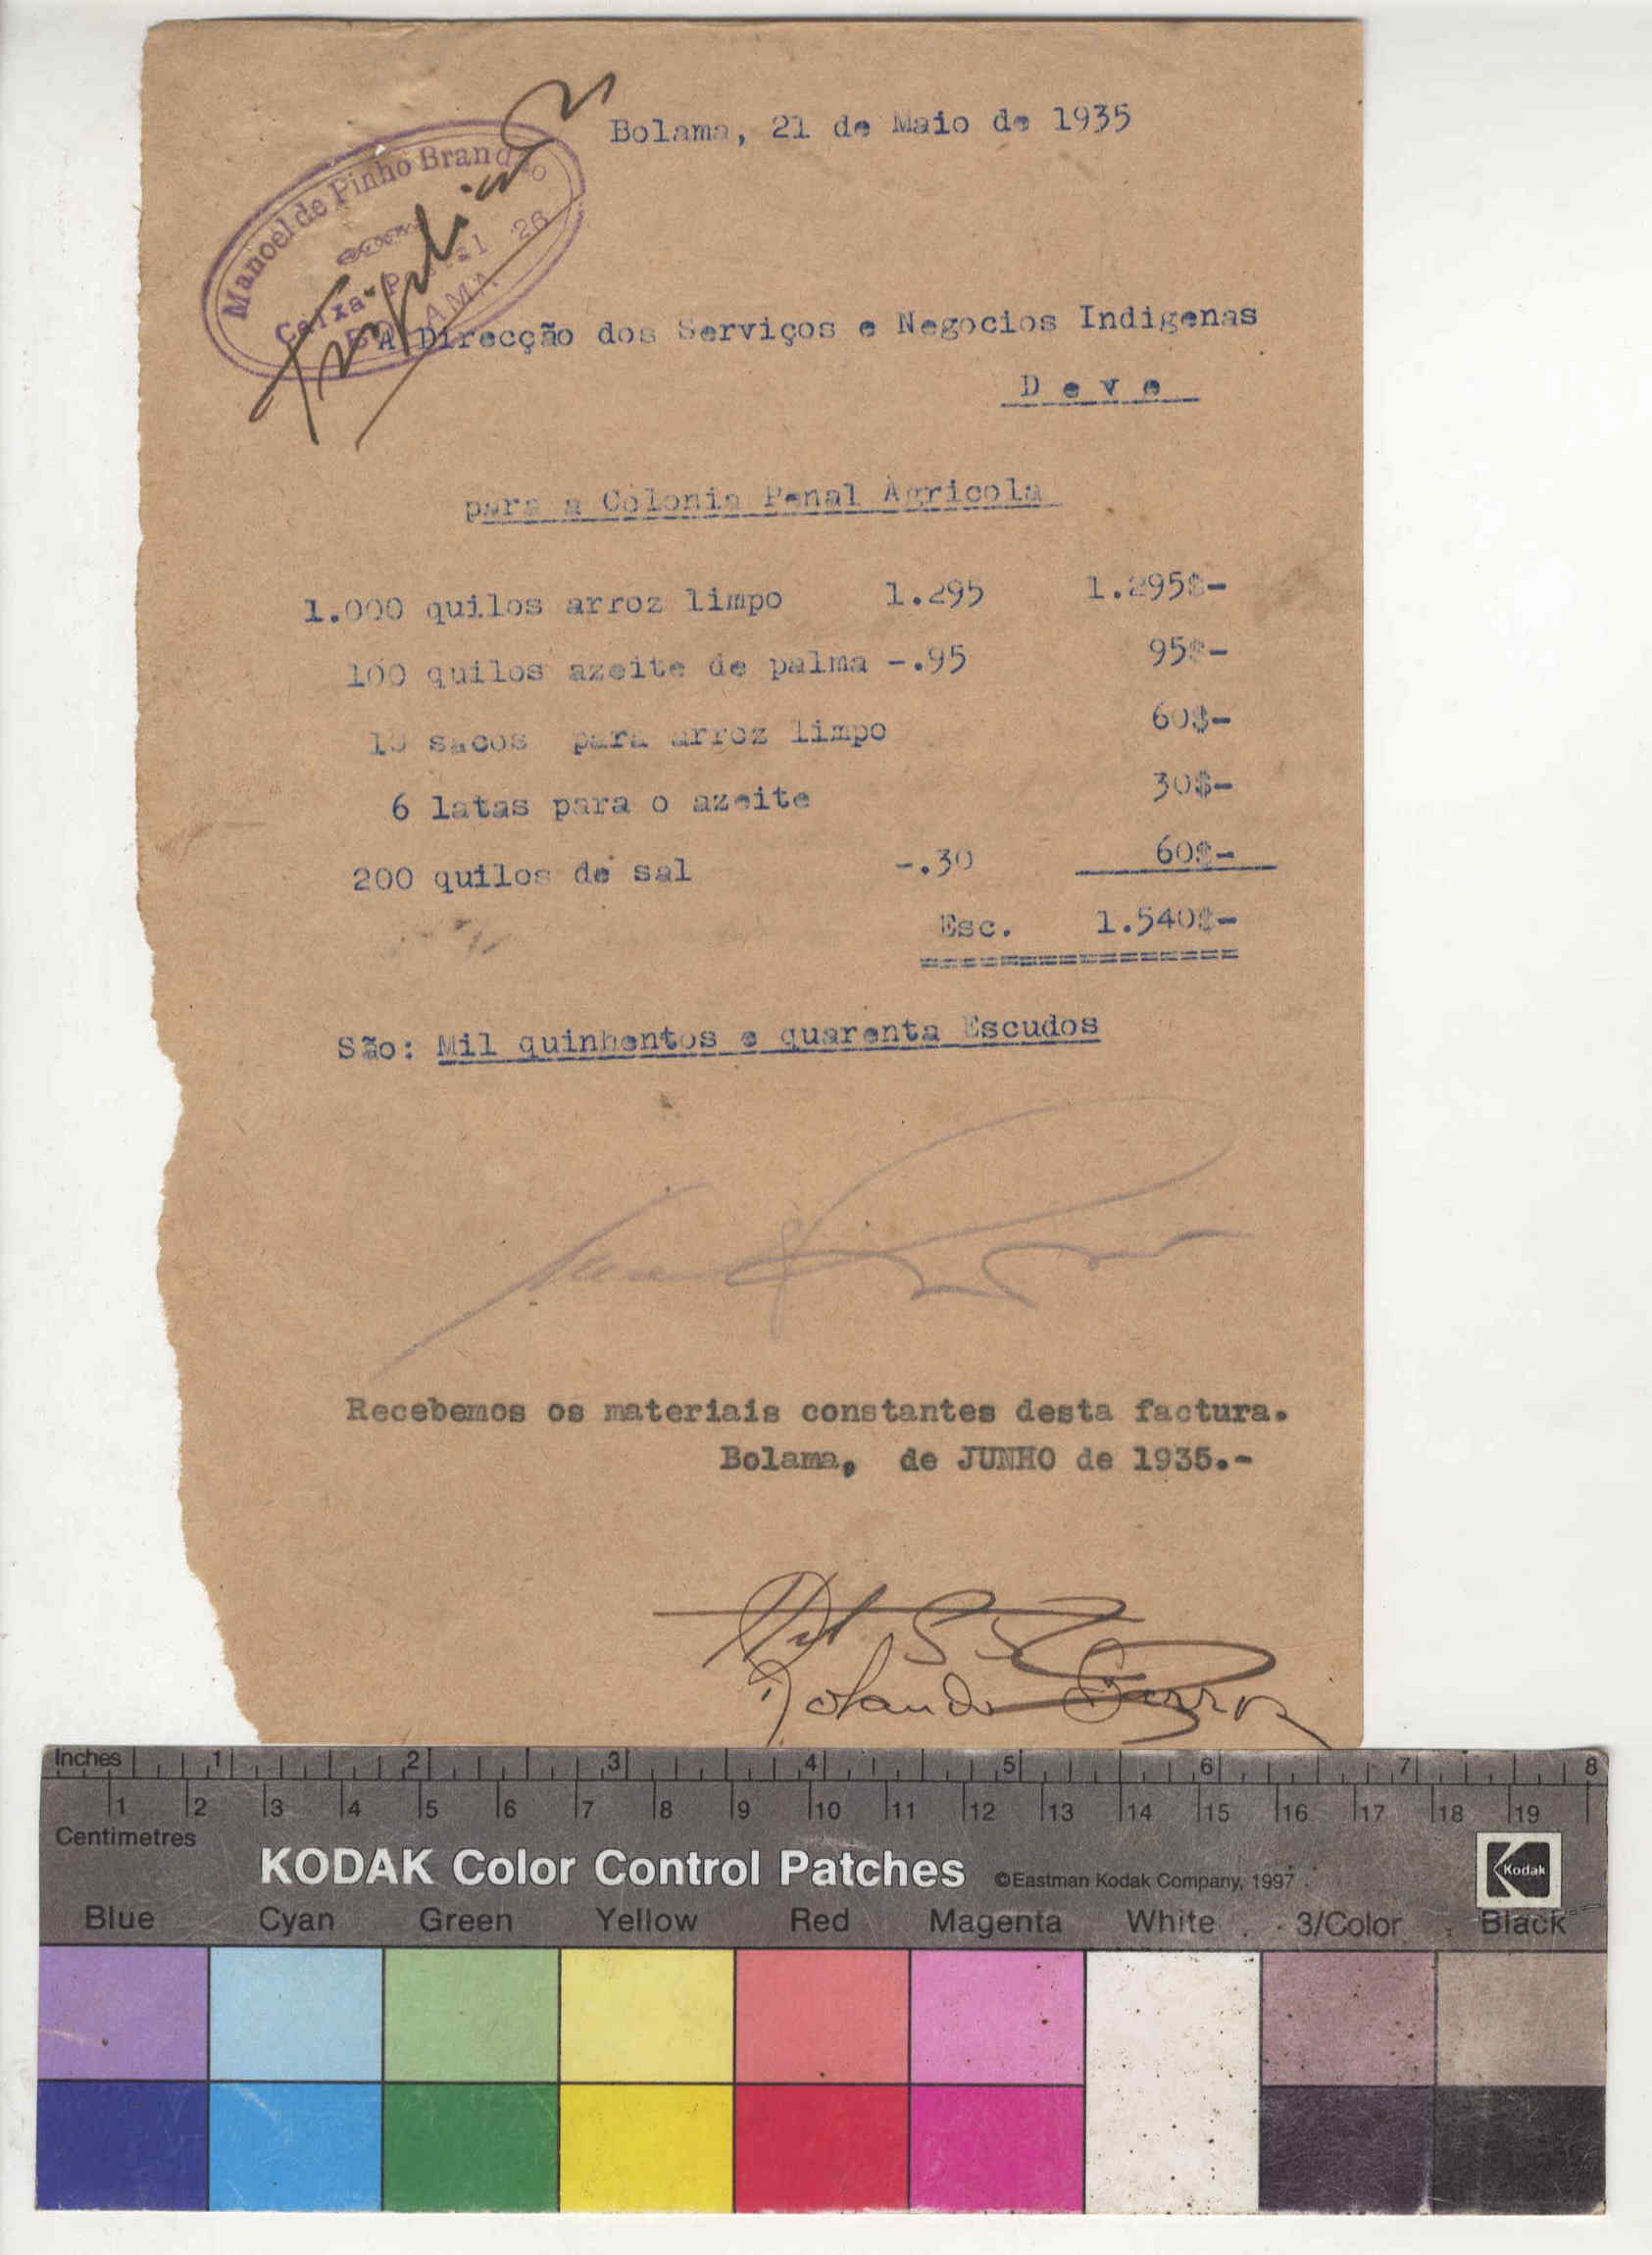 Bolama, 21 de Maio de 1935
Manoel de Pinho Brandão
Caixa Postal 26
BOLAMA
Triplicado
A Direcção dos Serviços e Negocios Indigenas
D e v e
para a Colonia Penal Agricola
1.000 quilos arroz limpo 1.295 1.295$-
100 quilos azeite de palma -.95 95$-
10 sacos para arroz limpo 60$-
6 latas para o azeite 30$-
200 quilos de sal -.30 60$-
Esc. 1.540$-
==================
São: Mil quinhentos e quarenta Escudos
Recebemos os materiais constantes desta factura.
Bolama, de JUNHO de 1935.-
Inches 1 2 3 4 5 6 7 8
1 2 3 4 5 6 7 8 9 10 11 12 13 14 15 16 17 18 19
Centimetres
KODAK Color Control Patches ©Eastman Kodak Company, 1997 Kodak
Blue Cyan Green Yellow Red Magenta White 3/Color Black